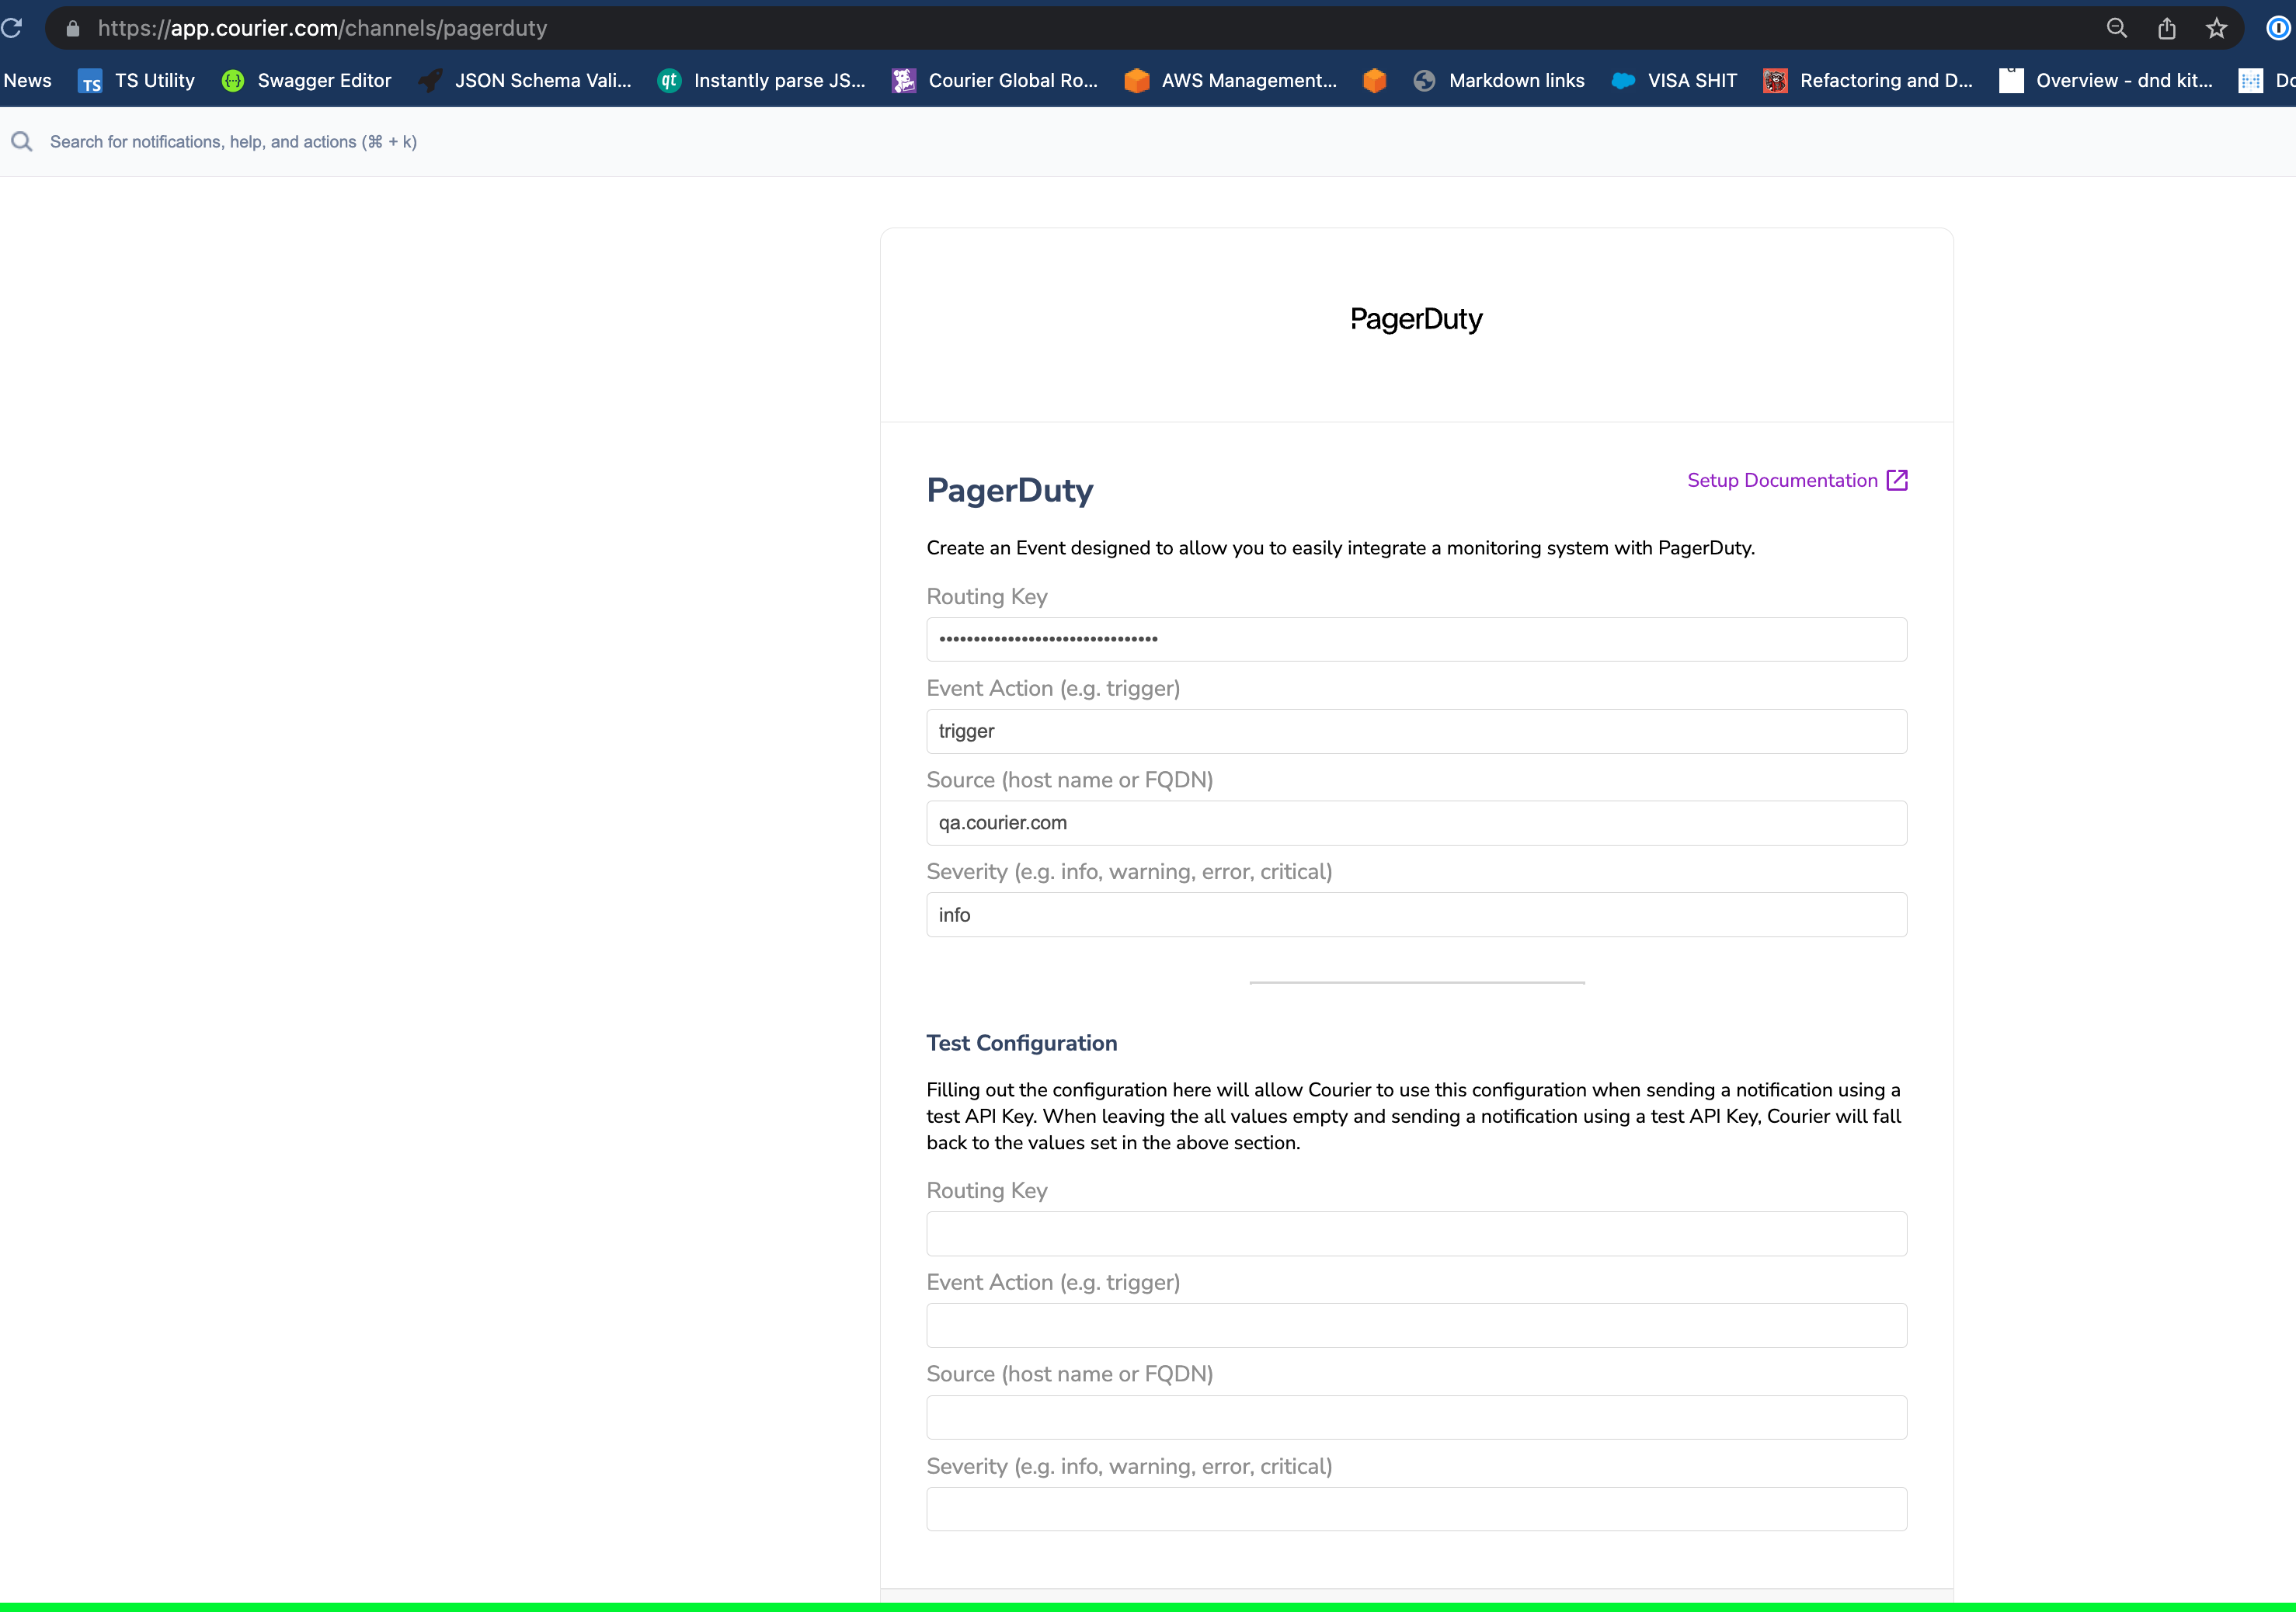 https://app.courier.com/channels/pagerduty
News TS TS Utility {··} Swagger Editor JSON Schema Vali... qt Instantly parse JS... Courier Global Ro... AWS Management... Markdown links VISA SHIT Refactoring and D... Overview - dnd kit... Do
Search for notifications, help, and actions (⌘ + k)
PagerDuty
PagerDuty
Setup Documentation
Create an Event designed to allow you to easily integrate a monitoring system with PagerDuty.
Routing Key
••••••••••••••••••••••••••••••••
Event Action (e.g. trigger)
trigger
Source (host name or FQDN)
qa.courier.com
Severity (e.g. info, warning, error, critical)
info
Test Configuration
Filling out the configuration here will allow Courier to use this configuration when sending a notification using a
test API Key. When leaving the all values empty and sending a notification using a test API Key, Courier will fall
back to the values set in the above section.
Routing Key
Event Action (e.g. trigger)
Source (host name or FQDN)
Severity (e.g. info, warning, error, critical)